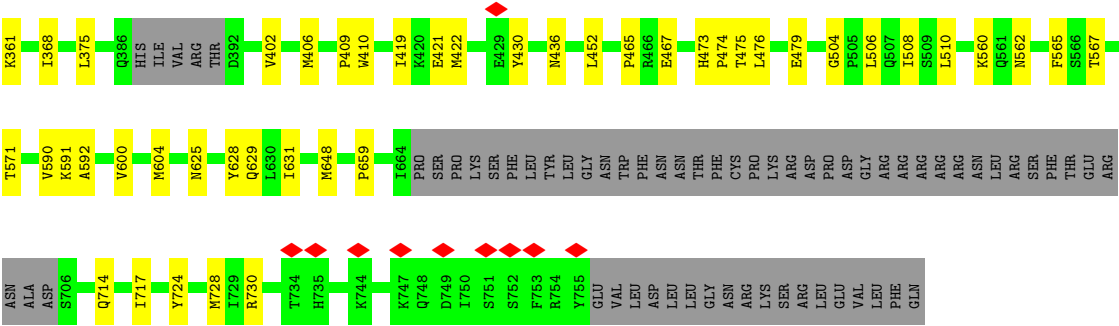 K361 I368 L375 Q386 HIS ILE VAL ARG THR D392 V402 M406 P409 W410 I419 K420 E421 M422 E429 Y430 N436 L452 P465 R466 E467 H473 P474 T475 L476 E479 G504 P505 L506 Q507 I508 S509 L510 K560 Q561 N562 F565 S566 T567
T571 V590 K591 A592 V600 M604 N625 Y628 Q629 L630 I631 M648 P659 I664 PRO SER PRO LYS SER PHE LEU TYR LEU GLY ASN TRP PHE ASN ASN THR PHE CYS PRO LYS ARG ASP PRO ASP GLY ARG ARG ARG ARG ARG ASN LEU ARG SER PHE THR GLU ARG
ASN ALA ASP S706 Q714 I717 Y724 M728 I729 R730 T734 H735 K744 K747 Q748 D749 I750 S751 S752 F753 R754 Y755 GLU VAL LEU ASP LEU LEU GLY ASN ARG LYS SER ARG LEU GLU VAL LEU PHE GLN